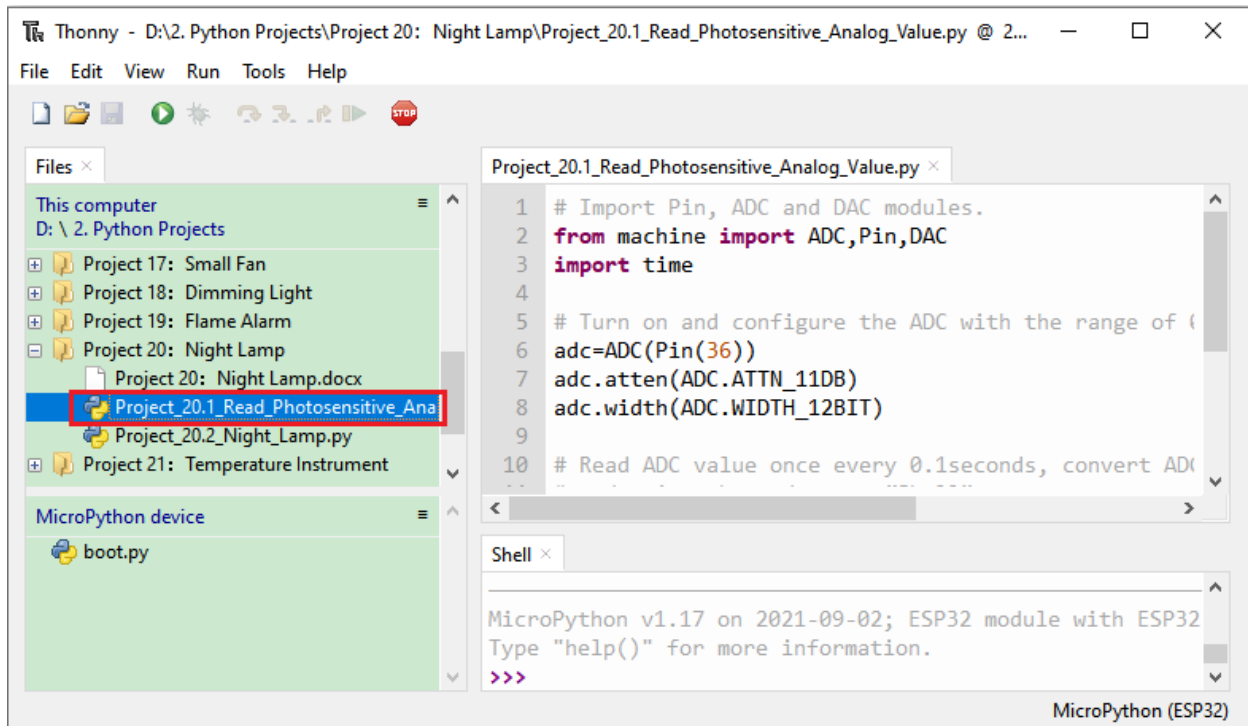 Thonny - D:\2. Python Projects\Project 20: Night Lamp\Project_20.1_Read_Photosensitive_Analog_Value.py @ 2...
File Edit View Run Tools Help
STOP
Files
This computer
D: \ 2. Python Projects
Project 17: Small Fan
Project 18: Dimming Light
Project 19: Flame Alarm
Project 20: Night Lamp
Project 20: Night Lamp.docx
Project_20.1_Read_Photosensitive_Ana
Project_20.2_Night_Lamp.py
Project 21: Temperature Instrument
MicroPython device
boot.py
Project_20.1_Read_Photosensitive_Analog_Value.py
1 # Import Pin, ADC and DAC modules.
2 from machine import ADC,Pin,DAC
3 import time
4
5 # Turn on and configure the ADC with the range of
6 adc=ADC(Pin(36))
7 adc.atten(ADC.ATTN_11DB)
8 adc.width(ADC.WIDTH_12BIT)
9
10 # Read ADC value once every 0.1seconds, convert ADC
Shell
MicroPython v1.17 on 2021-09-02; ESP32 module with ESP32
Type "help()" for more information.
>>>
MicroPython (ESP32)